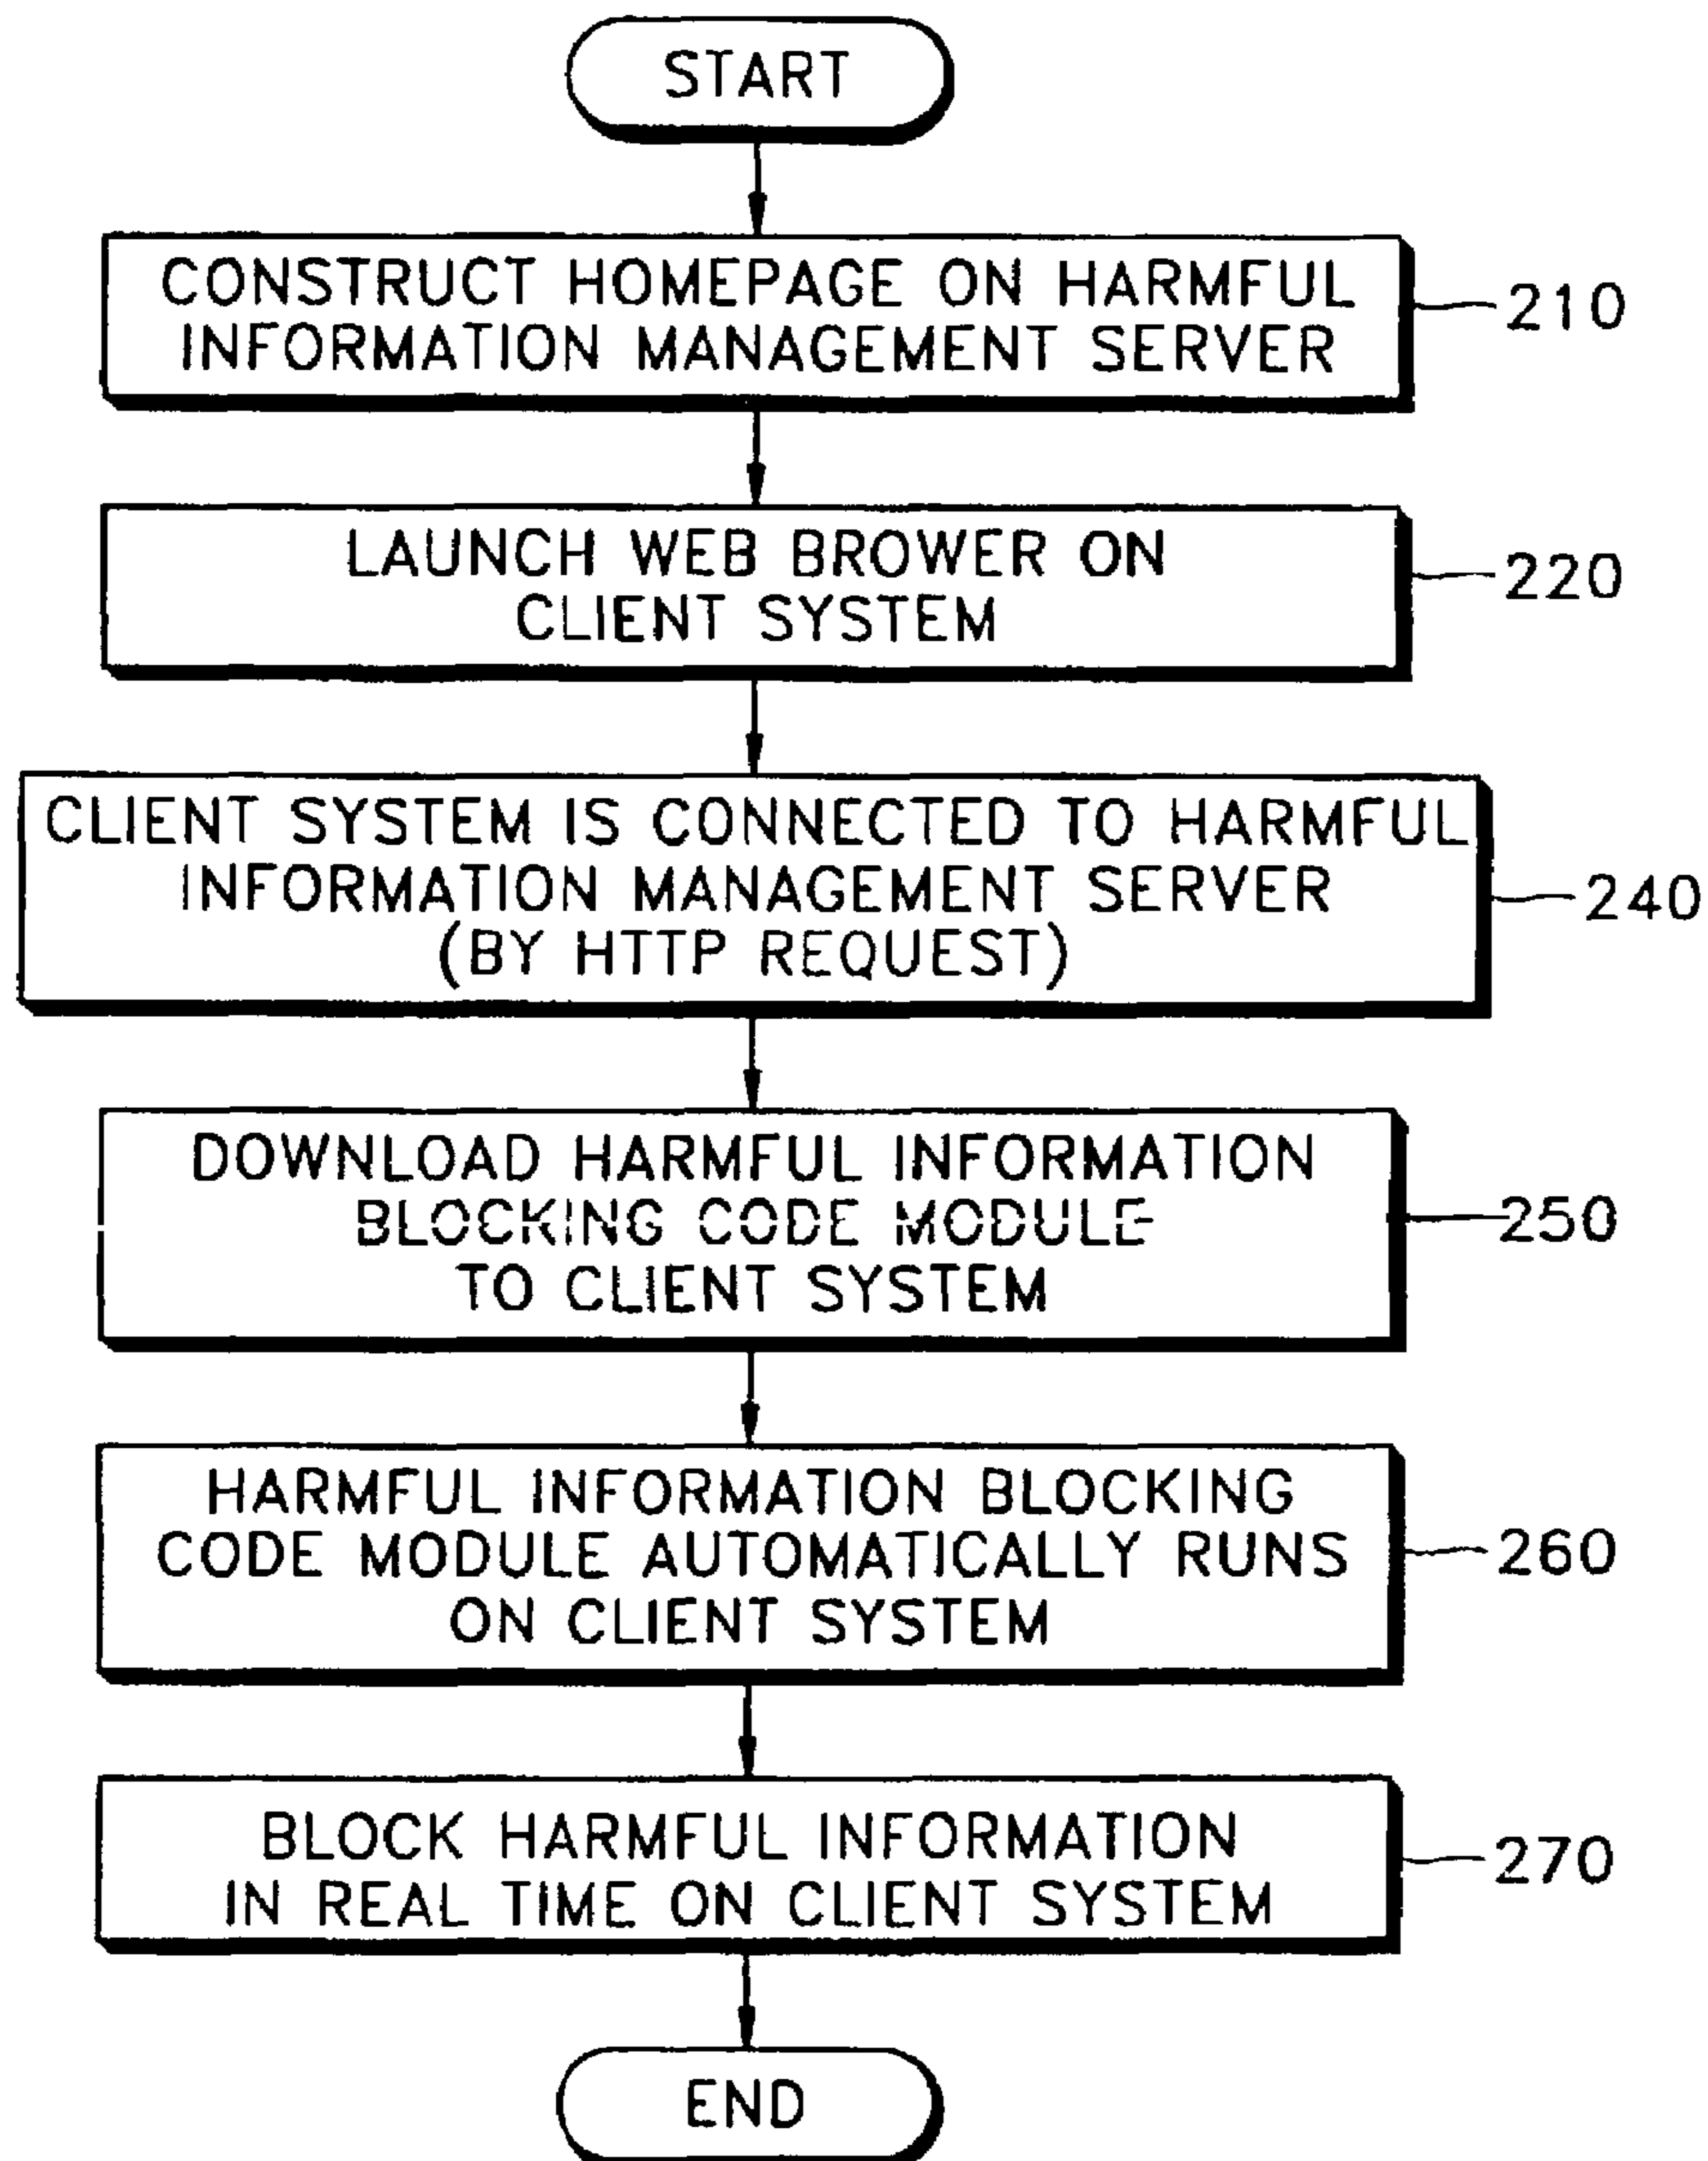 START
CONSTRUCT HOMEPAGE ON HARMFUL
INFORMATION MANAGEMENT SERVER
210
LAUNCH WEB BROWER ON
CLIENT SYSTEM
220
CLIENT SYSTEM IS CONNECTED TO HARMFUL
INFORMATION MANAGEMENT SERVER
(BY HTTP REQUEST)
240
DOWNLOAD HARMFUL INFORMATION
BLOCKING CODE MODULE
TO CLIENT SYSTEM
250
HARMFUL INFORMATION BLOCKING
CODE MODULE AUTOMATICALLY RUNS
ON CLIENT SYSTEM
260
BLOCK HARMFUL INFORMATION
IN REAL TIME ON CLIENT SYSTEM
270
END